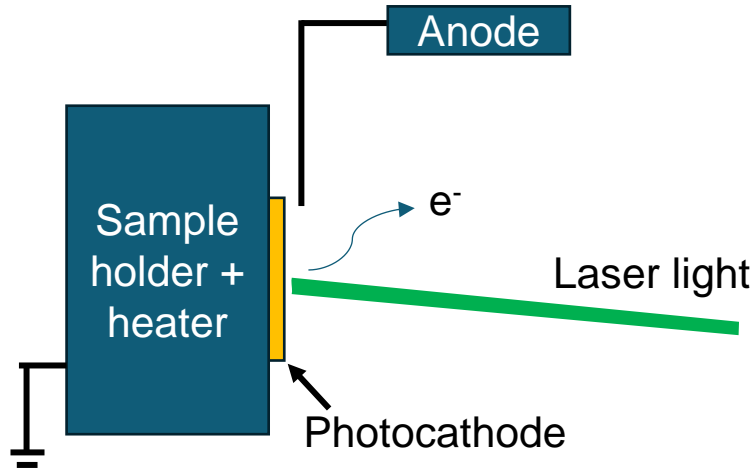 Anode
Sample
holder +
heater
e-
Laser light
Photocathode